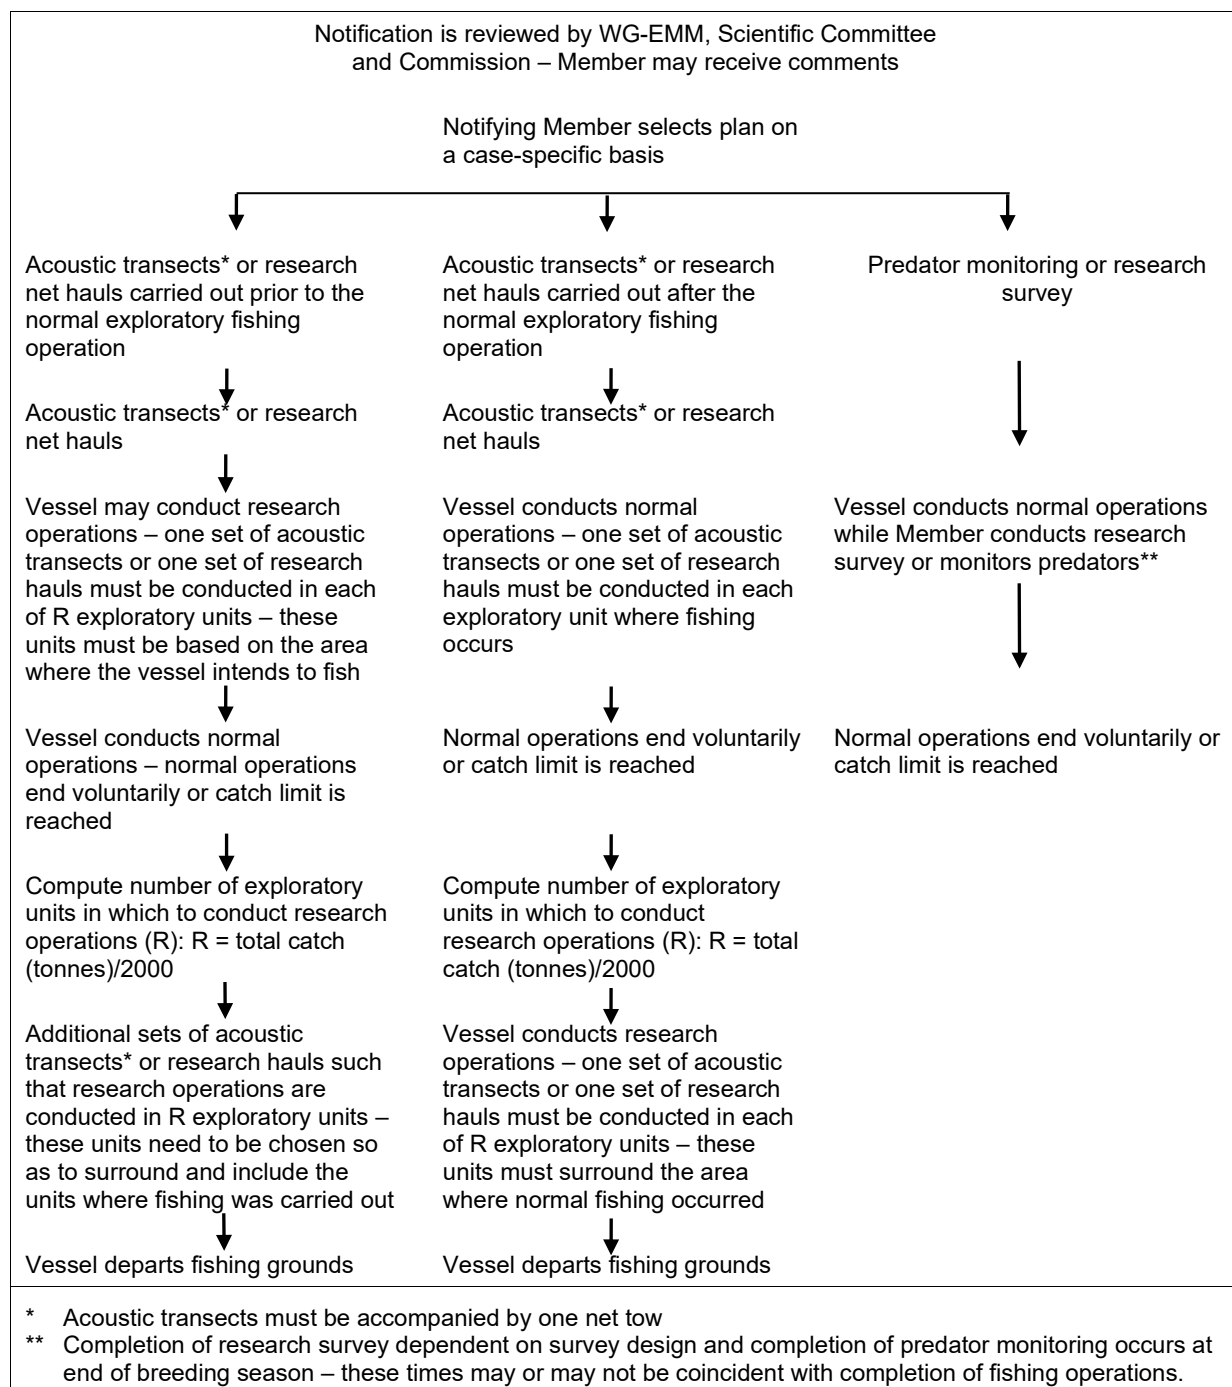 Notification is reviewed by WG-EMM, Scientific Committee
and Commission – Member may receive comments
Notifying Member selects plan on
a case-specific basis
Acoustic transects* or research
net hauls carried out prior to the
normal exploratory fishing
operation
Acoustic transects* or research
net hauls
Vessel may conduct research
operations – one set of acoustic
transects or one set of research
hauls must be conducted in each
of R exploratory units – these
units must be based on the area
where the vessel intends to fish
Vessel conducts normal
operations – normal operations
end voluntarily or catch limit is
reached
Compute number of exploratory
units in which to conduct research
operations (R): R = total catch
(tonnes)/2000
Additional sets of acoustic
transects* or research hauls such
that research operations are
conducted in R exploratory units –
these units need to be chosen so
as to surround and include the
units where fishing was carried out
Vessel departs fishing grounds
Acoustic transects* or research
net hauls carried out after the
normal exploratory fishing
operation
Acoustic transects* or research
net hauls
Vessel conducts normal
operations – one set of acoustic
transects or one set of research
hauls must be conducted in each
exploratory unit where fishing
occurs
Normal operations end voluntarily
or catch limit is reached
Compute number of exploratory
units in which to conduct
research operations (R): R = total
catch (tonnes)/2000
Vessel conducts research
operations – one set of acoustic
transects or one set of research
hauls must be conducted in each
of R exploratory units – these
units must surround the area
where normal fishing occurred
Vessel departs fishing grounds
Predator monitoring or research
survey
Vessel conducts normal operations
while Member conducts research
survey or monitors predators**
Normal operations end voluntarily or
catch limit is reached
* Acoustic transects must be accompanied by one net tow
** Completion of research survey dependent on survey design and completion of predator monitoring occurs at
end of breeding season – these times may or may not be coincident with completion of fishing operations.